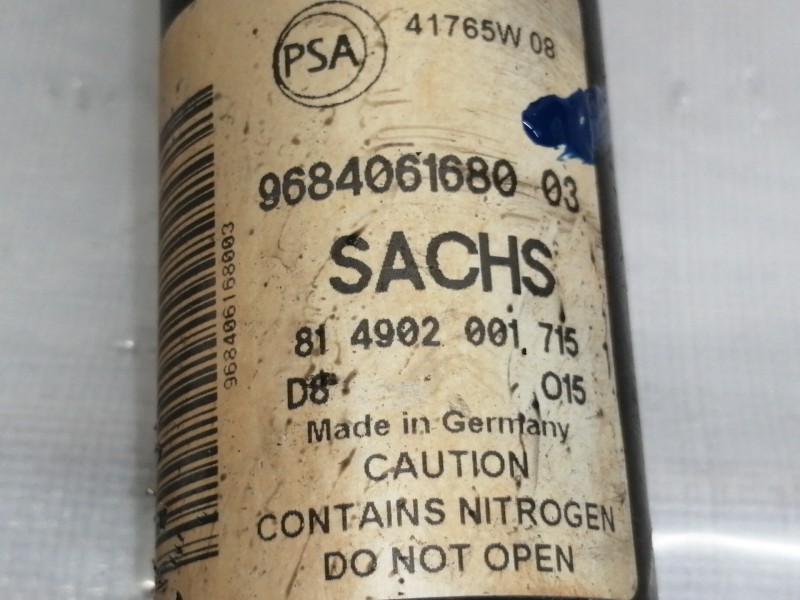 PSA
41765W 08
9684061680 03
SACHS
81 4902 001 715
D8 015
Made in Germany
CAUTION
CONTAINS NITROGEN
DO NOT OPEN
968406168003